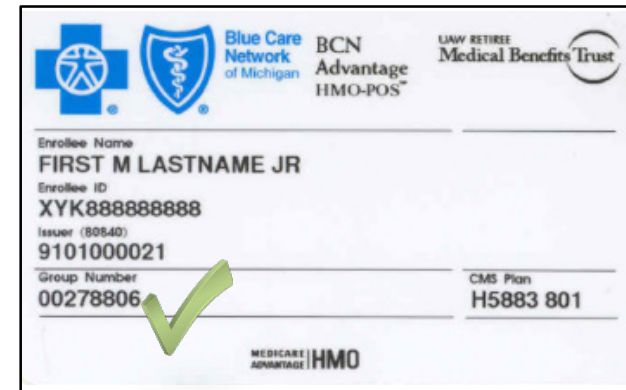 Blue Care
Network
of Michigan
BCN
Advantage
HMO-POS℠
UAW RETIREE
Medical Benefits Trust
Enrollee Name
FIRST M LASTNAME JR
Enrollee ID
XYK888888888
Issuer (80840)
9101000021
Group Number
00278806
CMS Plan
H5883 801
MEDICARE
ADVANTAGE HMO